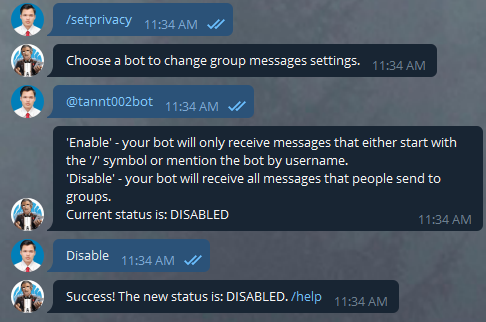 /setprivacy 11:34 AM
Choose a bot to change group messages settings. 11:34 AM
@tannt002bot 11:34 AM
'Enable' - your bot will only receive messages that either start with
the '/' symbol or mention the bot by username.
'Disable' - your bot will receive all messages that people send to
groups.
Current status is: DISABLED 11:34 AM
Disable 11:34 AM
Success! The new status is: DISABLED. /help 11:34 AM